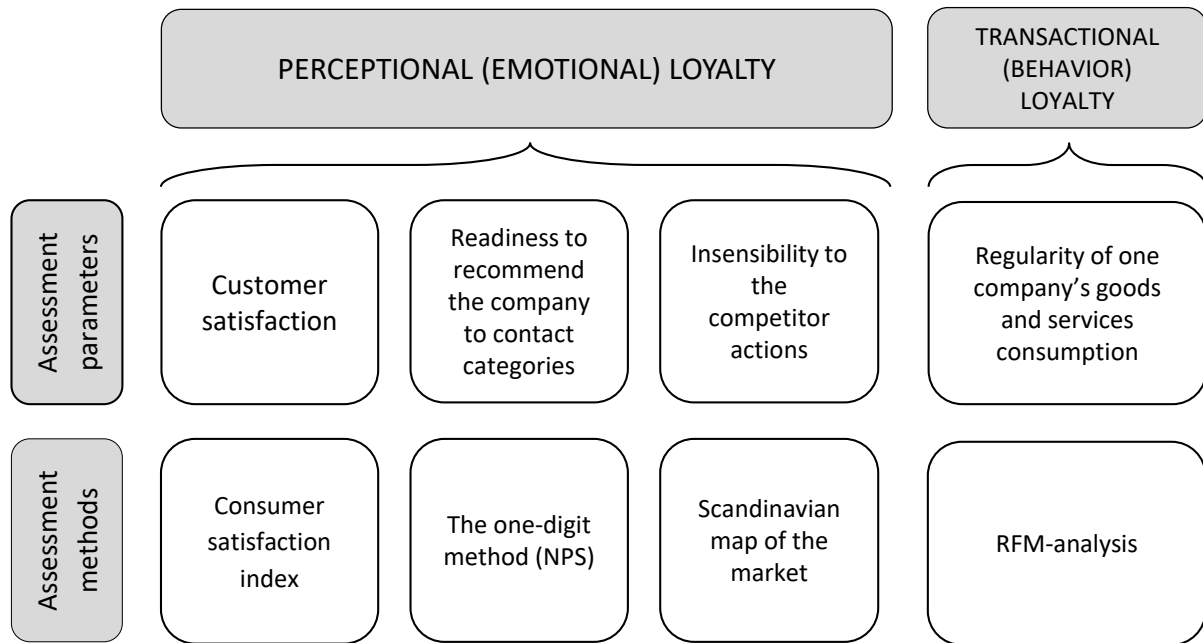 PERCEPTIONAL (EMOTIONAL) LOYALTY
TRANSACTIONAL
(BEHAVIOR)
LOYALTY
Assessment
parameters
Customer
satisfaction
Readiness to
recommend
the company
to contact
categories
Insensibility to
the
competitor
actions
Regularity of one
company’s goods
and services
consumption
Assessment
methods
Consumer
satisfaction
index
The one-digit
method (NPS)
Scandinavian
map of the
market
RFM-analysis